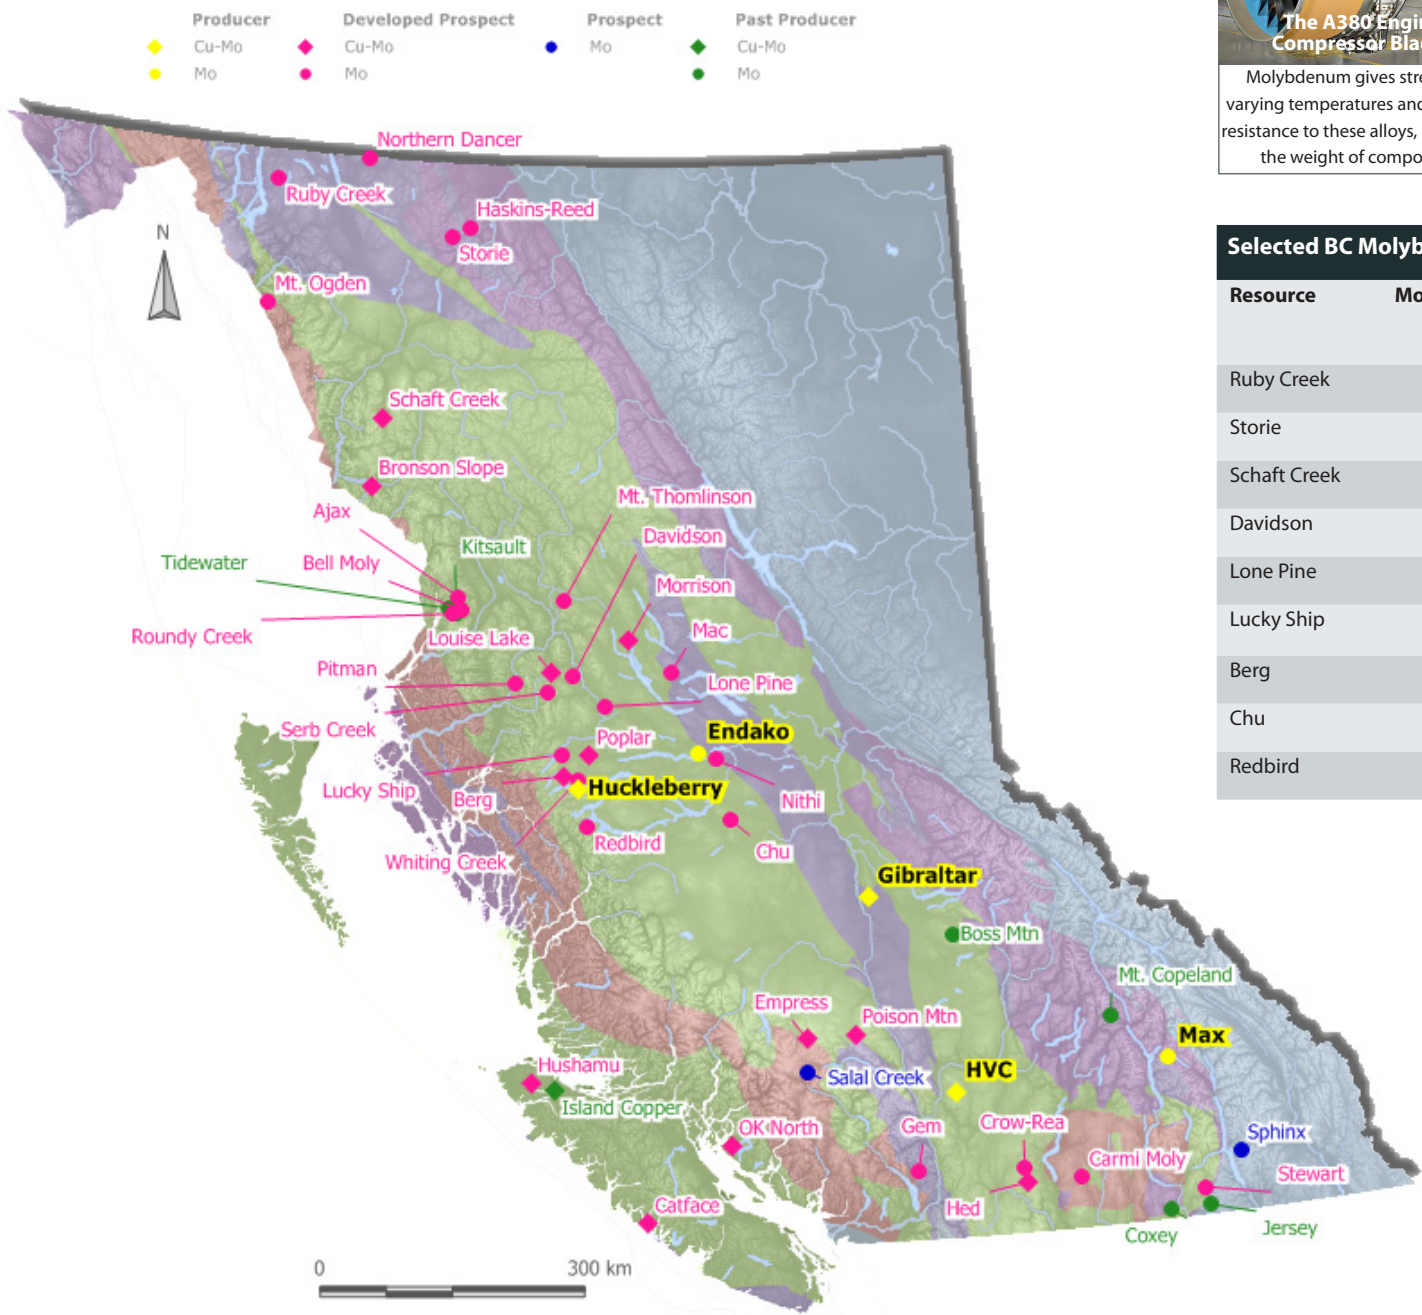 Producer Developed Prospect Prospect Past Producer
Cu-Mo Cu-Mo Mo Cu-Mo
Mo Mo Mo
The A380 Engin
Compressor Bla
Molybdenum gives stre
varying temperatures and
resistance to these alloys,
the weight of compo
Selected BC Molyb
Resource Mo
Ruby Creek
Storie
Schaft Creek
Davidson
Lone Pine
Lucky Ship
Berg
Chu
Redbird
Northern Dancer
Ruby Creek
Haskins-Reed
N
Storie
Mt. Ogden
Schaft Creek
Bronson Slope
Mt. Thomlinson
Ajax
Davidson
Kitsault
Tidewater
Bell Moly
Morrison
Mac
Roundy Creek
Louise Lake
Pitman
Lone Pine
Serb Creek
Poplar
Endako
Lucky Ship
Berg
Huckleberry
Nithi
Redbird
Chu
Whiting Creek
Gibraltar
Boss Mtn
Mt. Copeland
Empress
Poison Mtn
Max
Hushamu
Salal Creek
HVC
Island Copper
OK North
Gem
Crow-Rea
Sphinx
Carmi Moly
Stewart
Catface
Hed
Coxey
Jersey
0 300 km